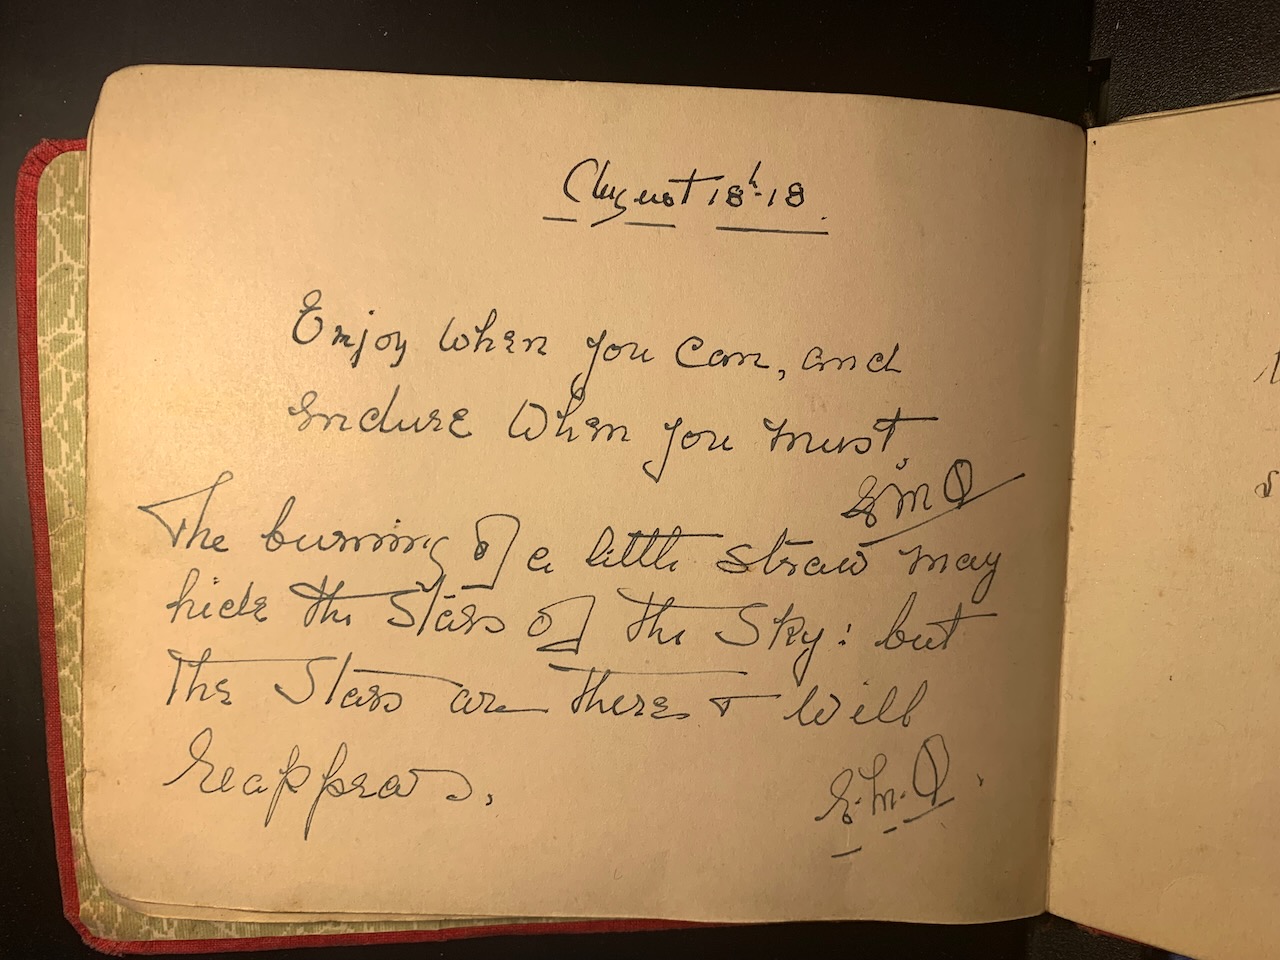 August 18th-18.
Enjoy when you can, and
endure when you must.
E M O
The burning of a little straw may
hide the Stars of the Sky: but
The Stars are there & will
reappear.
E. M. O.